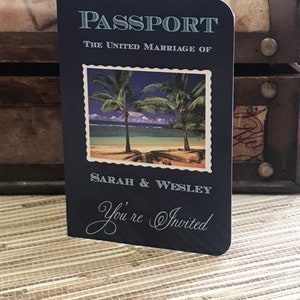 PASSPORT
THE UNITED MARRIAGE OF
SARAH & WESLEY
You're Invited